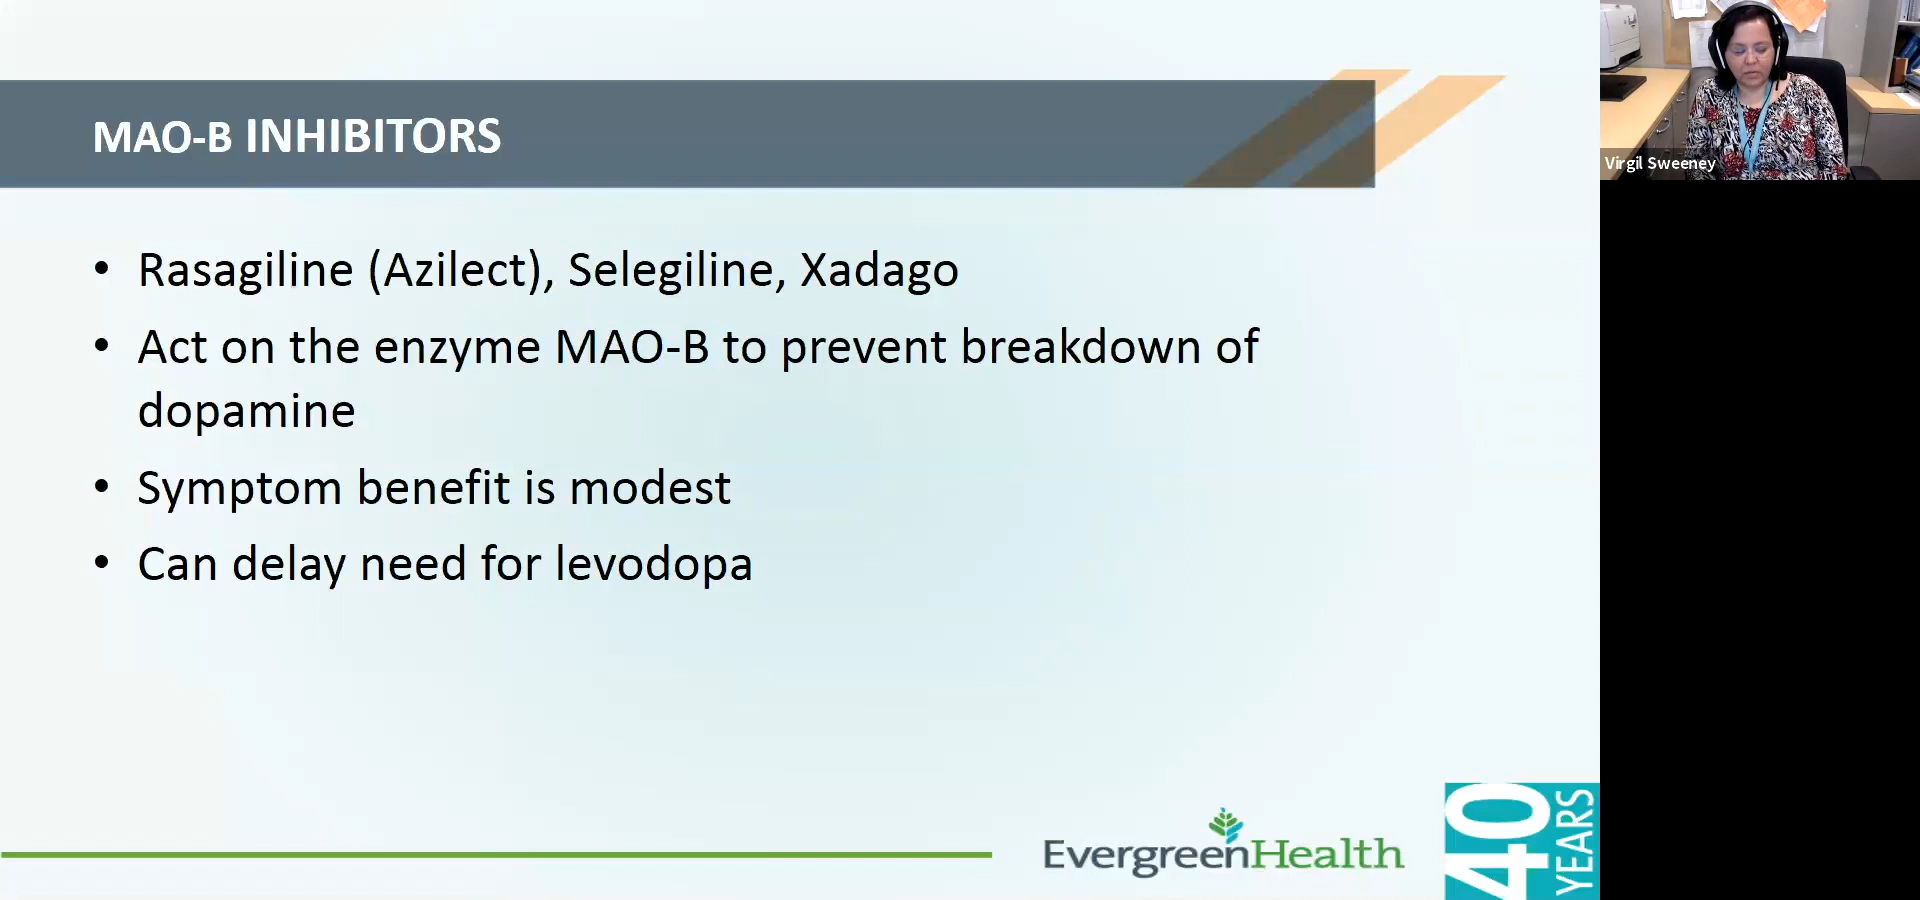 MAO-B INHIBITORS
• Rasagiline (Azilect), Selegiline, Xadago
• Act on the enzyme MAO-B to prevent breakdown of
dopamine
• Symptom benefit is modest
• Can delay need for levodopa
EvergreenHealth
40
YEARS
Virgil Sweeney